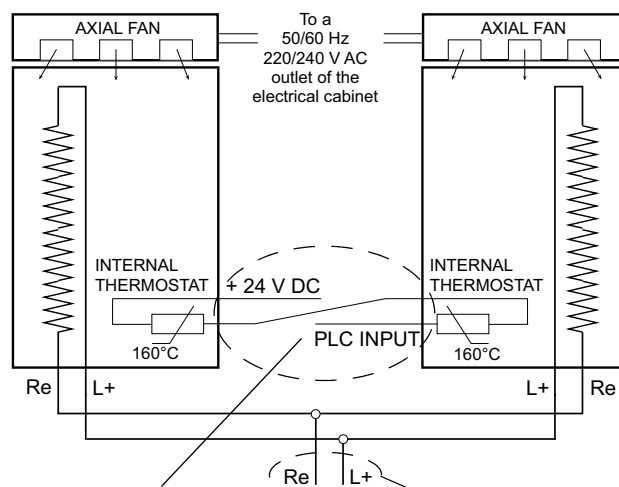 AXIAL FAN
To a
50/60 Hz
220/240 V AC
outlet of the
electrical cabinet
AXIAL FAN
INTERNAL
THERMOSTAT
+ 24 V DC
INTERNAL
THERMOSTAT
160°C
PLC INPUT
160°C
Re
L+
L+
Re
Re
L+